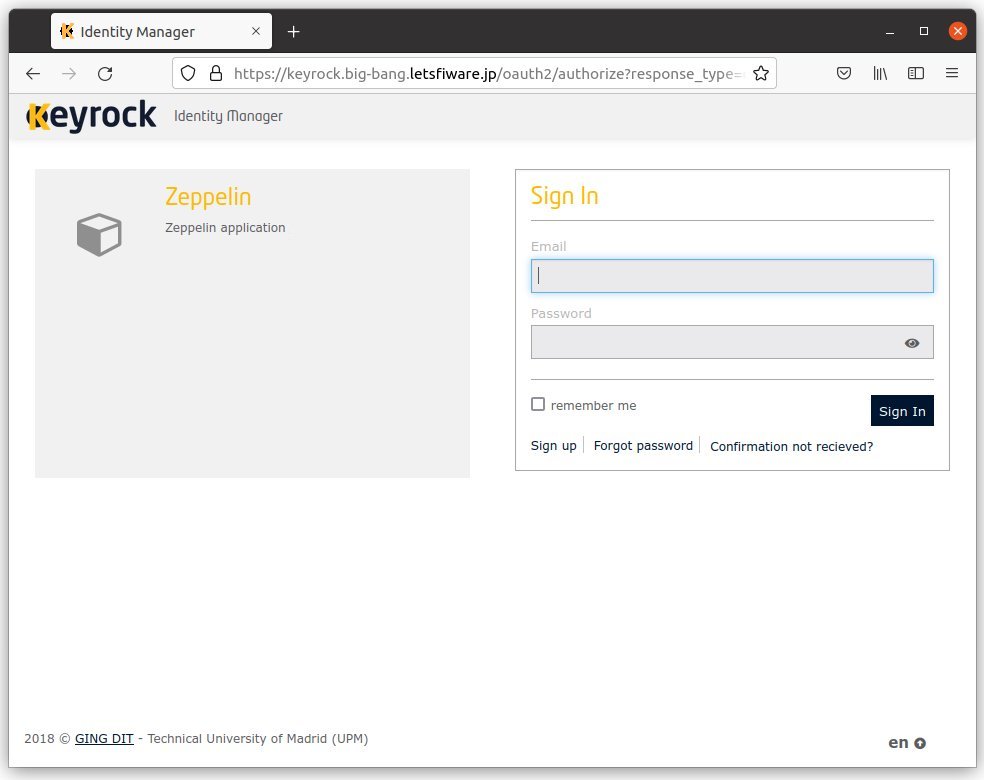 Identity Manager
https://keyrock.big-bang.letsfiware.jp/oauth2/authorize?response_type=
Keyrock Identity Manager
Zeppelin
Zeppelin application
Sign In
Email
Password
remember me
Sign In
Sign up
Forgot password
Confirmation not recieved?
2018 © GING DIT - Technical University of Madrid (UPM)
en